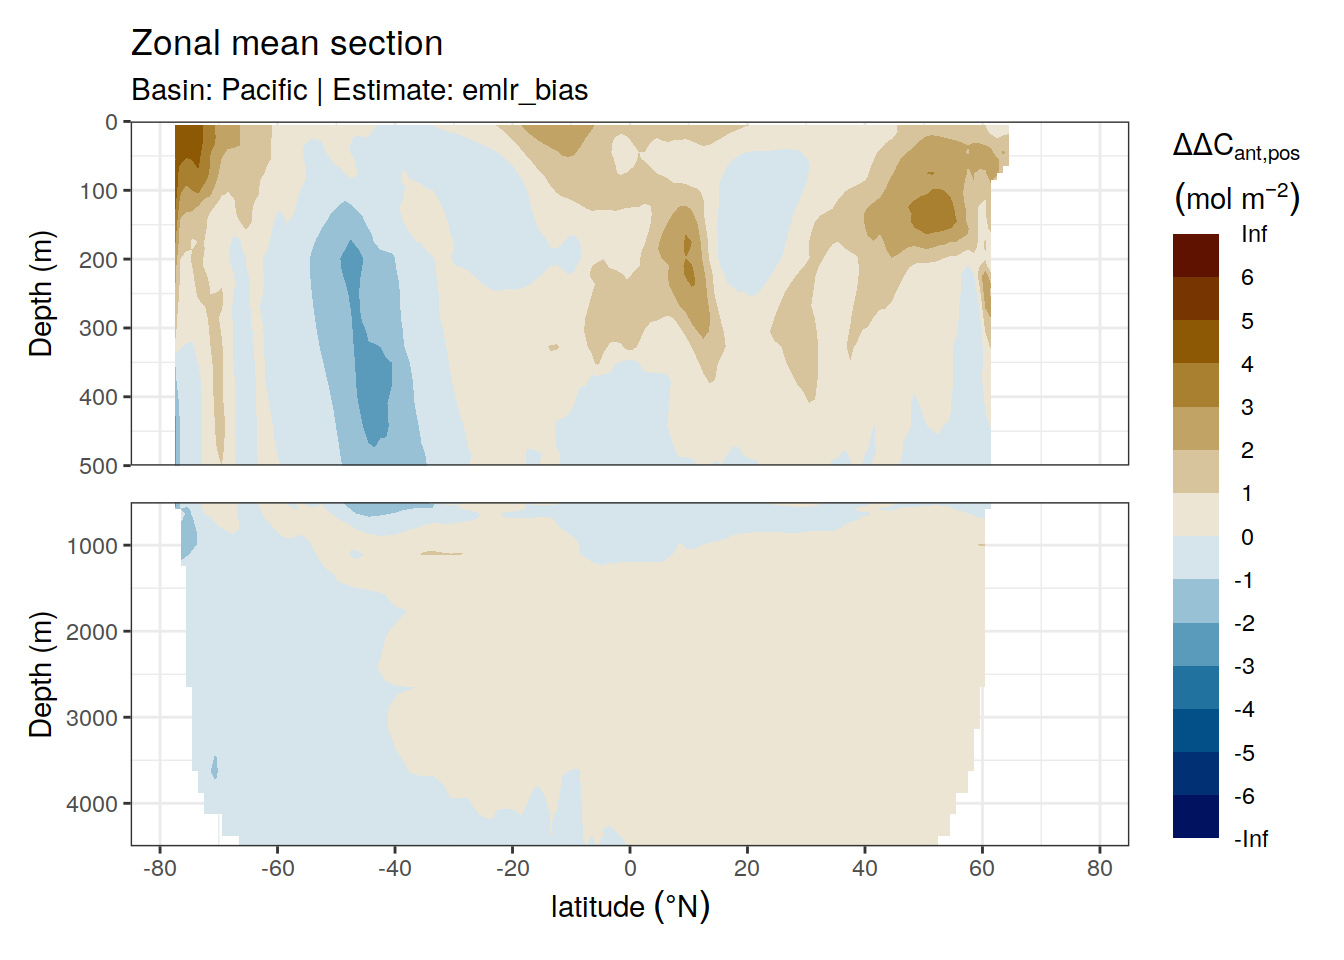 Zonal mean section
Basin: Pacific | Estimate: emlr_bias
Depth (m)
0
100
200
300
400
500
Depth (m)
1000
2000
3000
4000
-80 -60 -40 -20 0 20 40 60 80
latitude (°N)
ΔΔC_ant,pos
(mol m⁻²)
Inf
6
5
4
3
2
1
0
-1
-2
-3
-4
-5
-6
-Inf